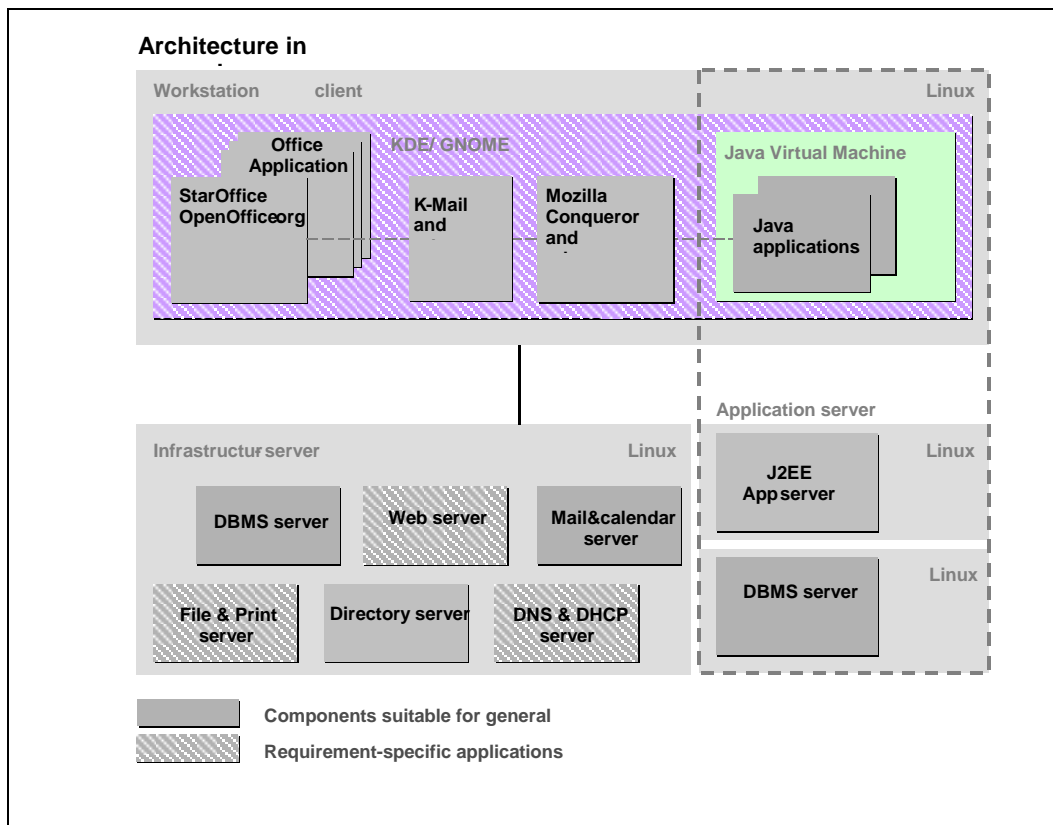 Architecture in
Workstation client
Linux
Office
Application
KDE/ GNOME
StarOffice
OpenOffice.org
K-Mail
and
Mozilla
Conqueror
and
Java Virtual Machine
Java
applications
Application server
Infrastructur-server
Linux
DBMS server
Web server
Mail&calendar
server
File & Print
server
Directory server
DNS & DHCP
server
Linux
J2EE
App server
Linux
DBMS server
Components suitable for general
Requirement-specific applications